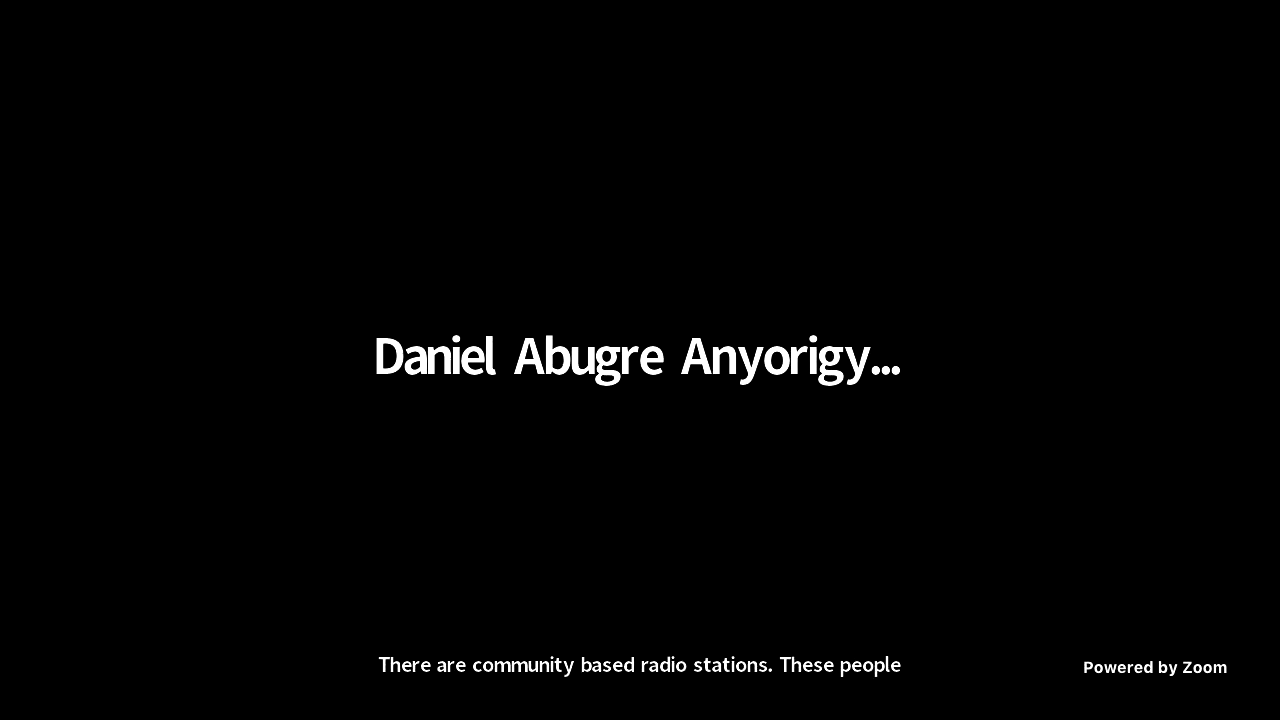 Daniel Abugre Anyorigy...
There are community based radio stations. These people
Powered by Zoom